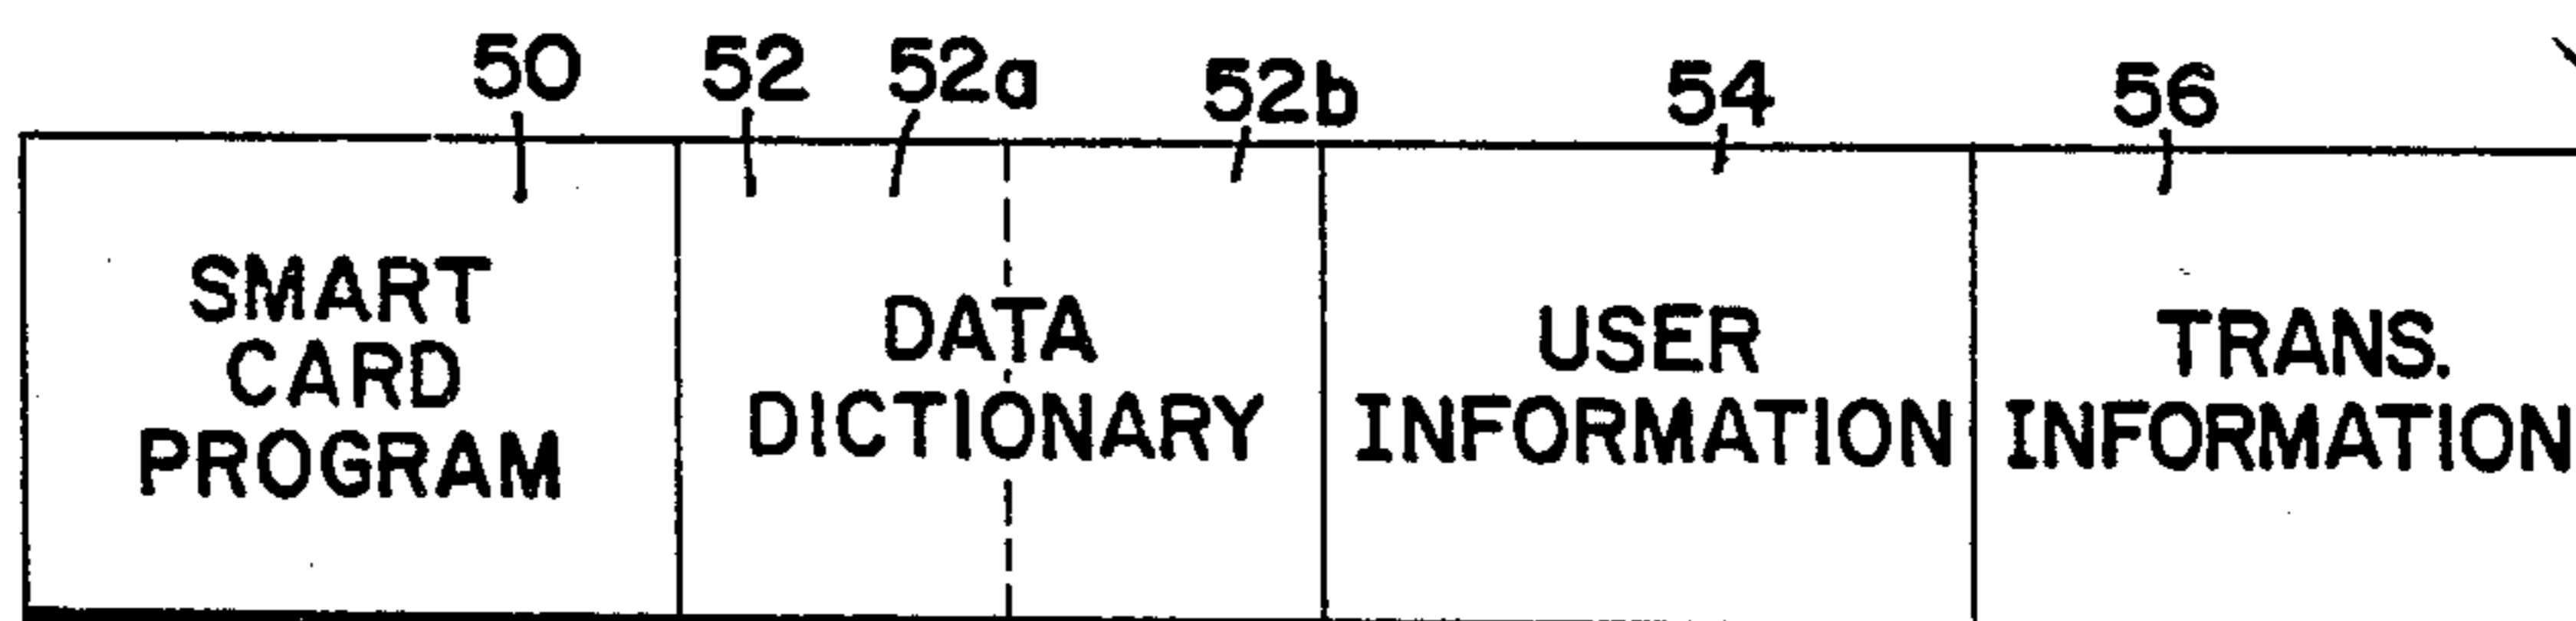 50 52 52a 52b 54 56
SMART
CARD
PROGRAM
DATA
DICTIONARY
USER
INFORMATION
TRANS.
INFORMATION